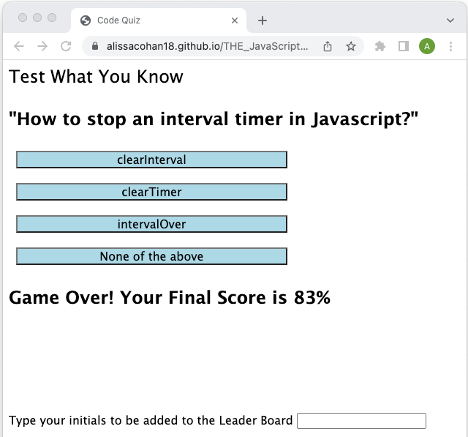 Code Quiz
alissacohan18.github.io/THE_JavaScript...
A
Test What You Know
"How to stop an interval timer in Javascript?"
clearInterval
clearTimer
intervalOver
None of the above
Game Over! Your Final Score is 83%
Type your initials to be added to the Leader Board